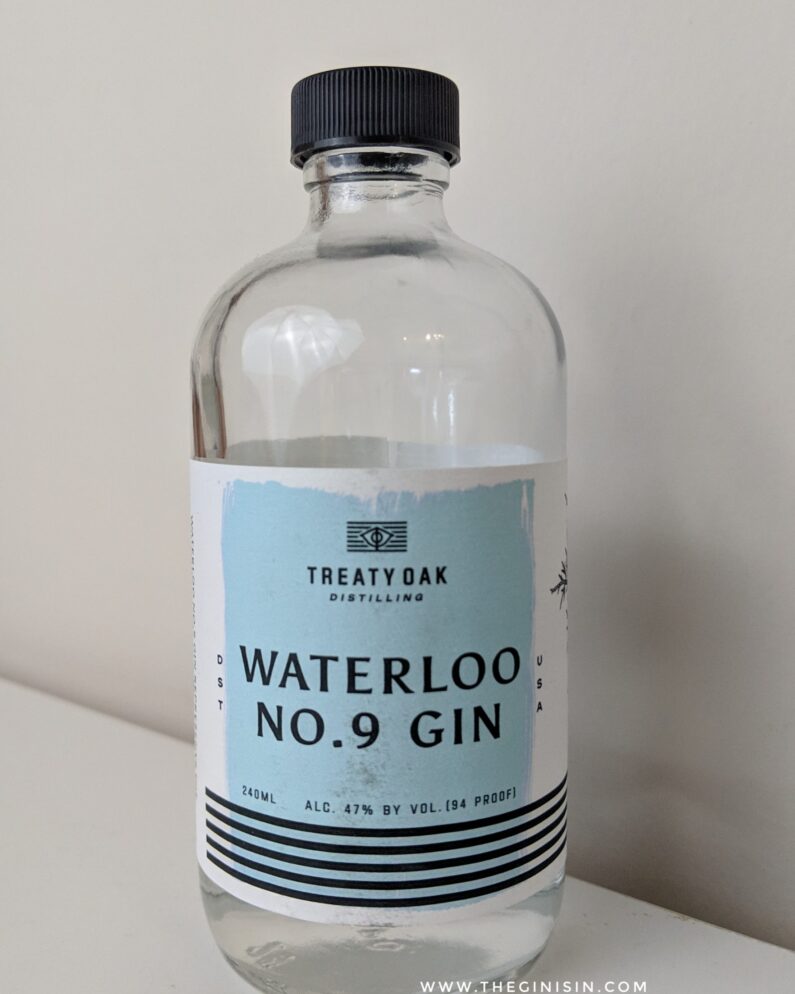 TREATY OAK
DISTILLING
DST
USA
WATERLOO
NO.9 GIN
240ML ALC. 47% BY VOL. (94 PROOF)
WWW.THEGINISIN.COM